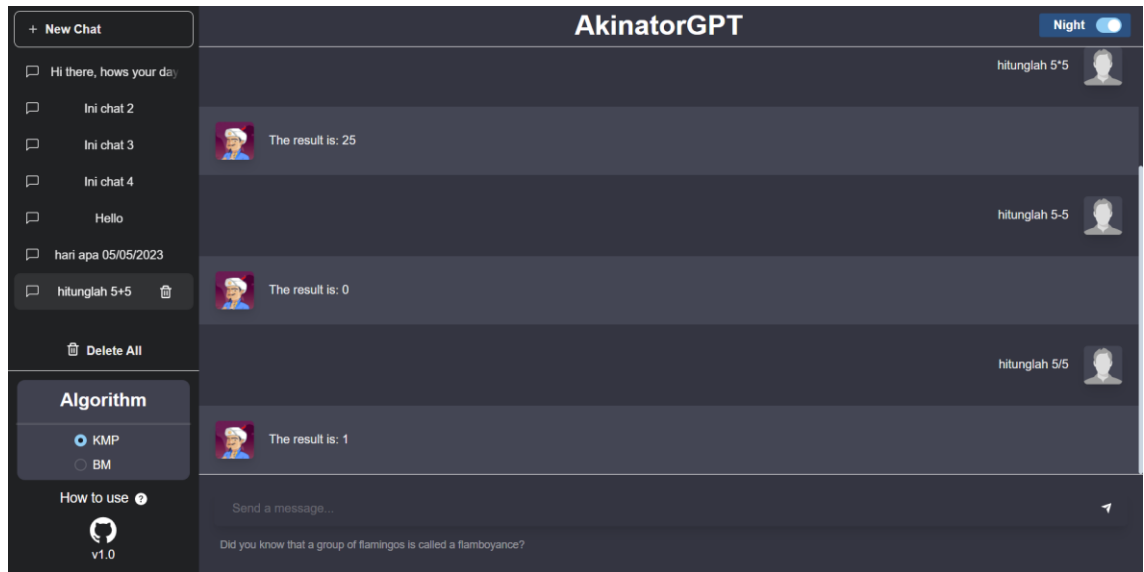 + New Chat
Hi there, hows your day
Ini chat 2
Ini chat 3
Ini chat 4
Hello
hari apa 05/05/2023
hitunglah 5+5
Delete All
Algorithm
KMP
BM
How to use ?
v1.0
AkinatorGPT
Night
hitunglah 5*5
The result is: 25
hitunglah 5-5
The result is: 0
hitunglah 5/5
The result is: 1
Send a message...
Did you know that a group of flamingos is called a flamboyance?